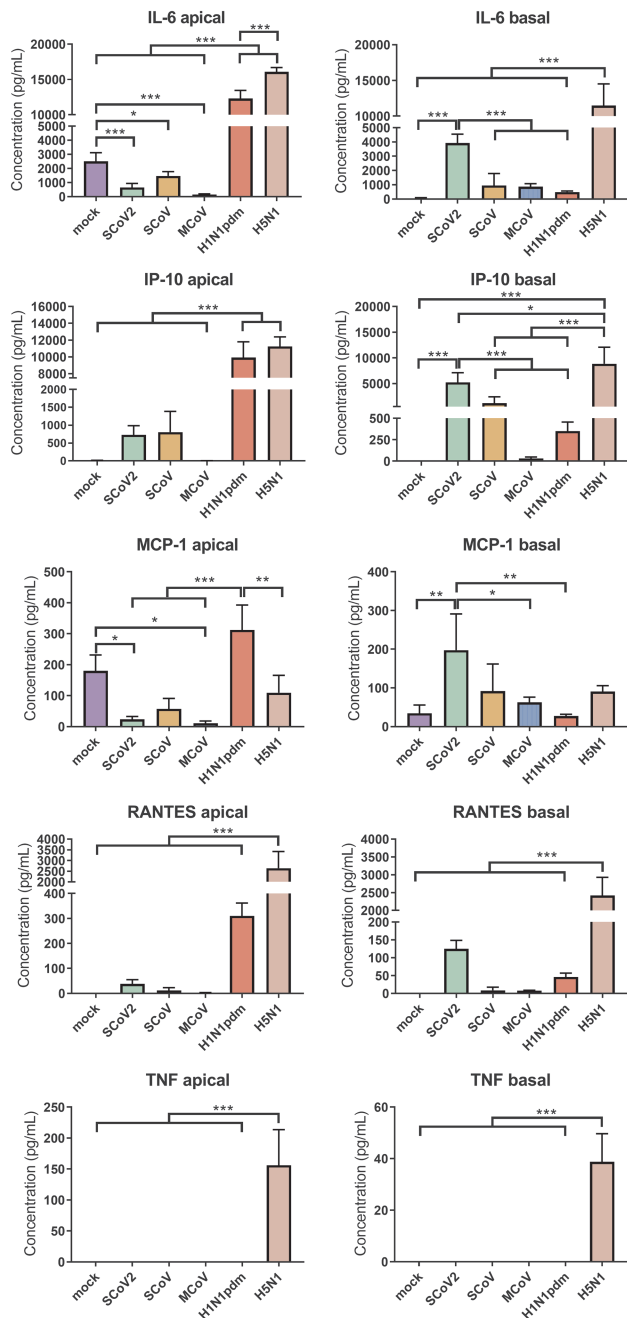 IL-6 apical
Concentration (pg/mL)
20000
15000
10000
5000
4000
3000
2000
1000
0
***
***
***
*
***
mock
SCoV2
SCoV
MCoV
H1N1pdm
H5N1
IL-6 basal
Concentration (pg/mL)
20000
15000
10000
6000
5000
4000
3000
2000
1000
0
***
***
***
mock
SCoV2
SCoV
MCoV
H1N1pdm
H5N1
IP-10 apical
Concentration (pg/mL)
16000
14000
12000
10000
8000
2000
1500
1000
500
0
***
mock
SCoV2
SCoV
MCoV
H1N1pdm
H5N1
IP-10 basal
Concentration (pg/mL)
20000
15000
10000
5000
500
250
0
***
*
***
***
***
mock
SCoV2
SCoV
MCoV
H1N1pdm
H5N1
MCP-1 apical
Concentration (pg/mL)
500
400
300
200
100
0
***
**
*
*
mock
SCoV2
SCoV
MCoV
H1N1pdm
H5N1
MCP-1 basal
Concentration (pg/mL)
400
300
200
100
0
**
**
*
mock
SCoV2
SCoV
MCoV
H1N1pdm
H5N1
RANTES apical
Concentration (pg/mL)
4000
3500
3000
2500
2000
400
300
200
100
0
***
mock
SCoV2
SCoV
MCoV
H1N1pdm
H5N1
RANTES basal
Concentration (pg/mL)
4000
3500
3000
2500
2000
150
100
50
0
***
mock
SCoV2
SCoV
MCoV
H1N1pdm
H5N1
TNF apical
Concentration (pg/mL)
250
200
150
100
50
0
***
mock
SCoV2
SCoV
MCoV
H1N1pdm
H5N1
TNF basal
Concentration (pg/mL)
60
40
20
0
***
mock
SCoV2
SCoV
MCoV
H1N1pdm
H5N1